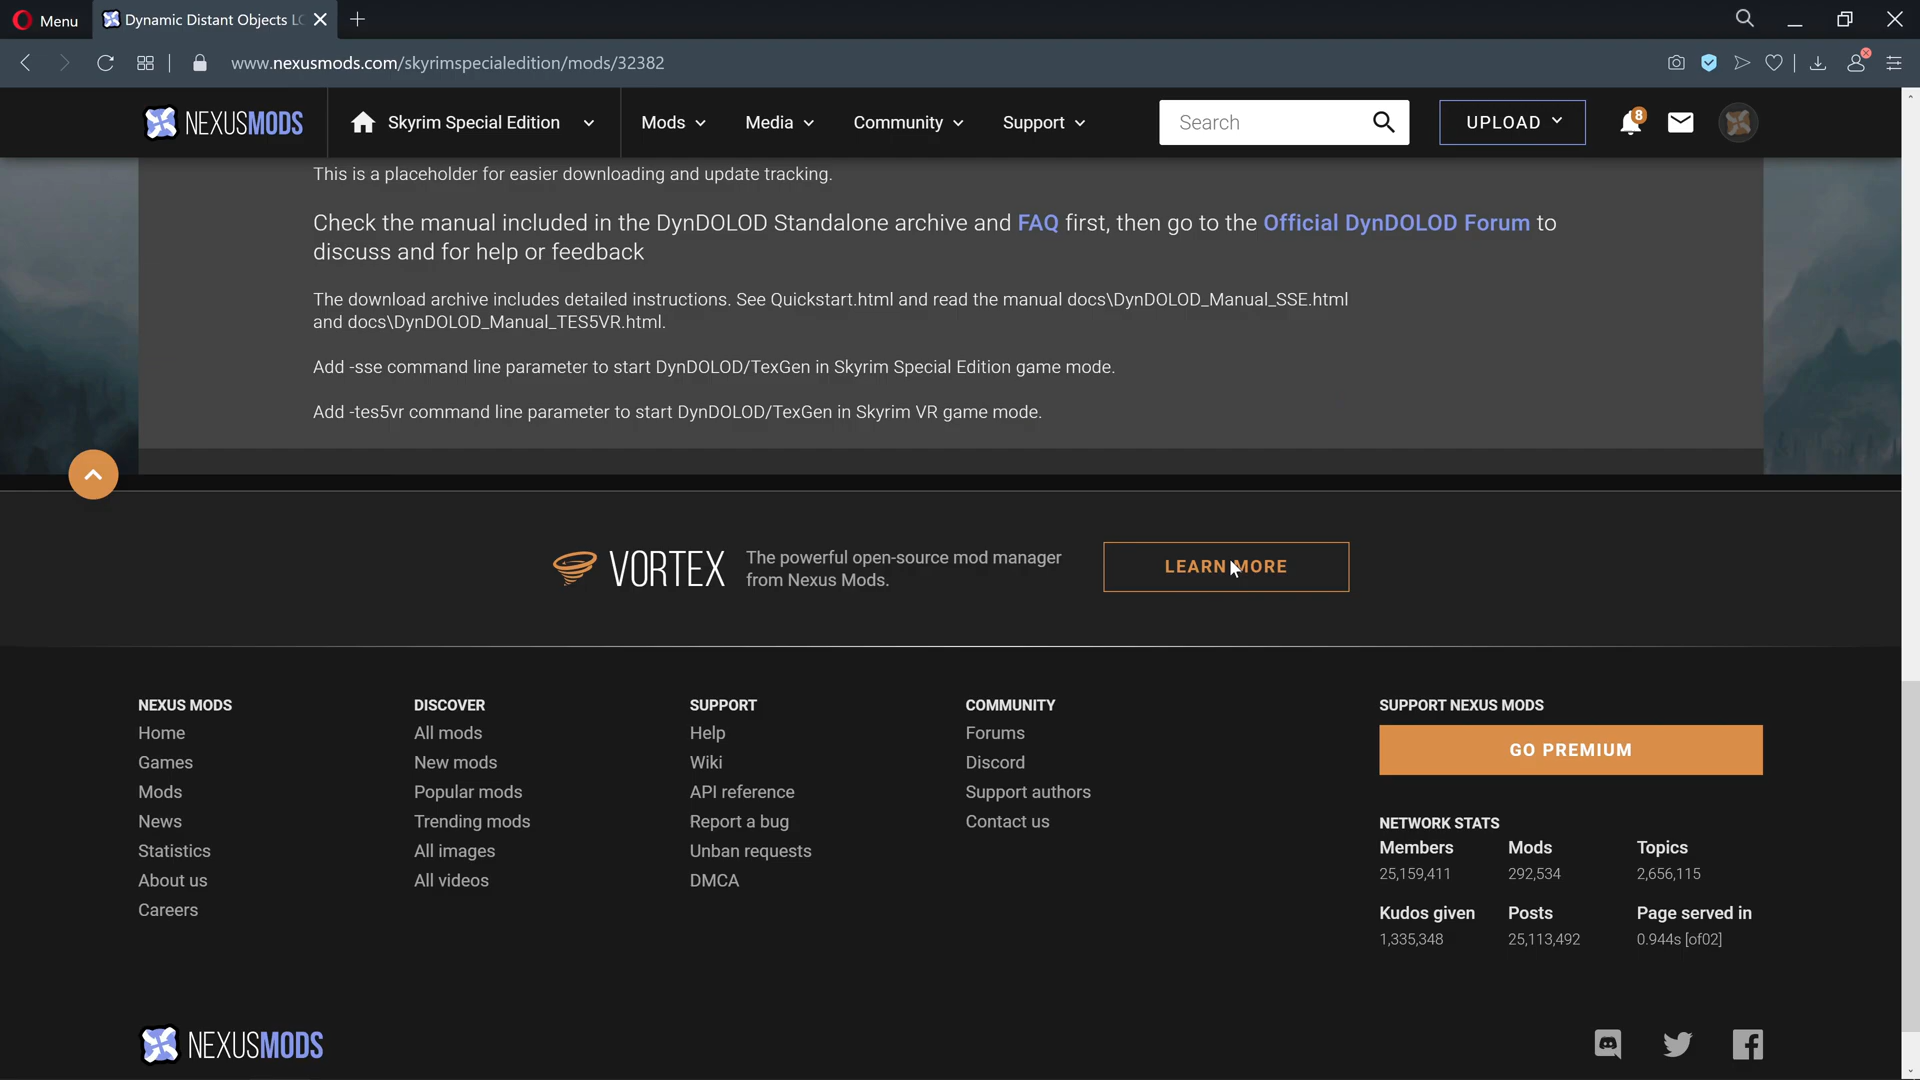 Menu
Dynamic Distant Objects LO
www.nexusmods.com/skyrimspecialedition/mods/32382
NEXUSMODS
Skyrim Special Edition
Mods
Media
Community
Support
Search
UPLOAD
8
This is a placeholder for easier downloading and update tracking.
Check the manual included in the DynDOLOD Standalone archive and FAQ first, then go to the Official DynDOLOD Forum to
discuss and for help or feedback
The download archive includes detailed instructions. See Quickstart.html and read the manual docs\DynDOLOD_Manual_SSE.html
and docs\DynDOLOD_Manual_TES5VR.html.
Add -sse command line parameter to start DynDOLOD/TexGen in Skyrim Special Edition game mode.
Add -tes5vr command line parameter to start DynDOLOD/TexGen in Skyrim VR game mode.
VORTEX
The powerful open-source mod manager
from Nexus Mods.
LEARN MORE
NEXUS MODS
Home
Games
Mods
News
Statistics
About us
Careers
DISCOVER
All mods
New mods
Popular mods
Trending mods
All images
All videos
SUPPORT
Help
Wiki
API reference
Report a bug
Unban requests
DMCA
COMMUNITY
Forums
Discord
Support authors
Contact us
SUPPORT NEXUS MODS
GO PREMIUM
NETWORK STATS
Members
25,159,411
Mods
292,534
Topics
2,656,115
Kudos given
1,335,348
Posts
25,113,492
Page served in
0.944s [of02]
NEXUSMODS